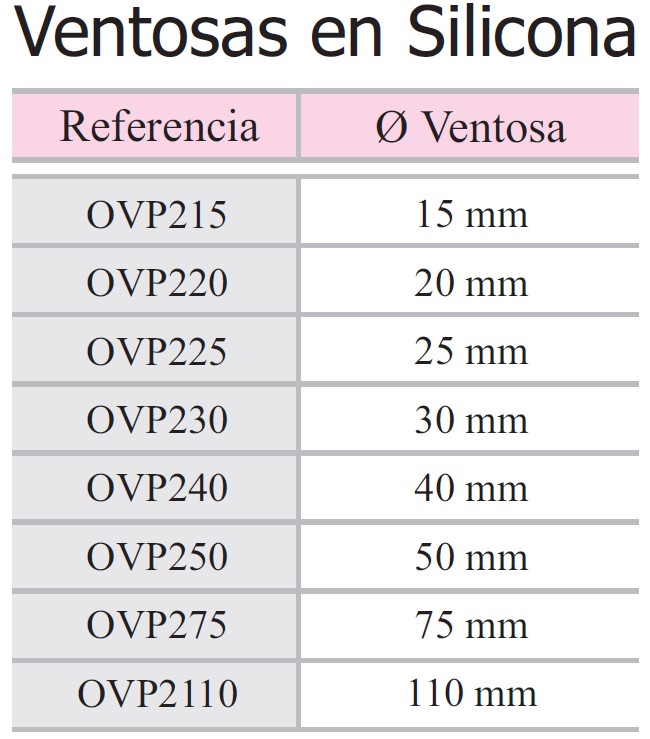 Ventosas en Silicona
Referencia Ø Ventosa
OVP215 15 mm
OVP220 20 mm
OVP225 25 mm
OVP230 30 mm
OVP240 40 mm
OVP250 50 mm
OVP275 75 mm
OVP2110 110 mm